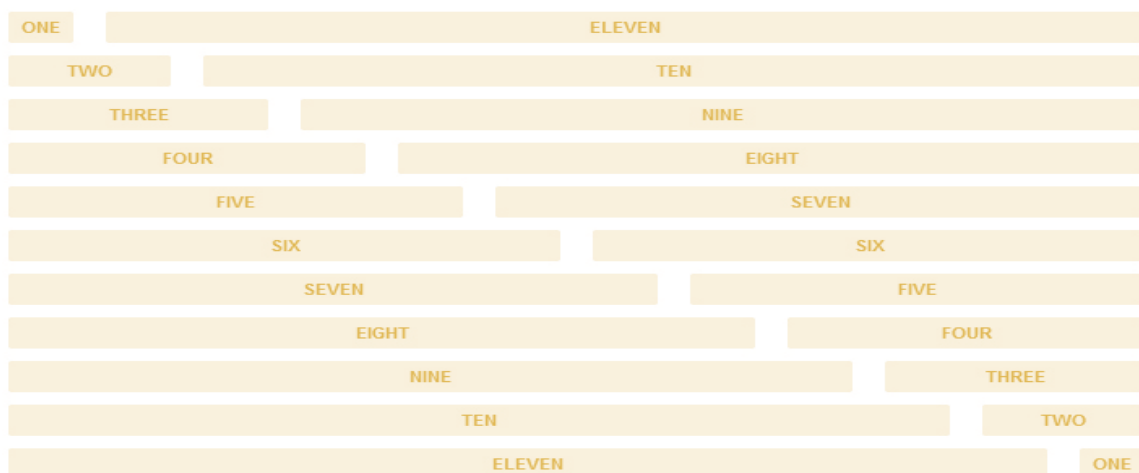 ONE ELEVEN
TWO TEN
THREE NINE
FOUR EIGHT
FIVE SEVEN
SIX SIX
SEVEN FIVE
EIGHT FOUR
NINE THREE
TEN TWO
ELEVEN ONE